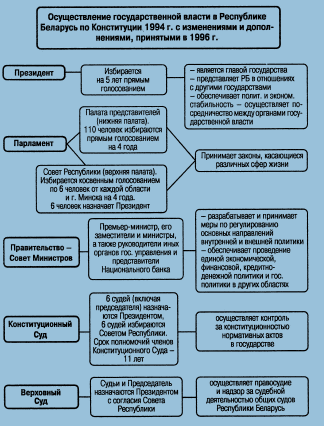 Осуществление государственной власти в Республике
Беларусь по Конституции 1994 г. с изменениями и допол-
нениями, принятыми в 1996 г.
Президент
Избирается
на 5 лет прямым
голосованием
– является главой государства
– представляет РБ в отношениях
с другими государствами
– обеспечивает полит. и эконом.
стабильность – осуществляет по-
средничество между органами го-
сударственной власти
Парламент
Палата представителей
(нижняя палата).
110 человек избираются
прямым голосованием
на 4 года
Совет Республики (верхняя палата).
Избирается косвенным голосованием
по 6 человек от каждой области
и г. Минска на 4 года.
6 человек назначает Президент
Принимает законы, касающиеся
различных сфер жизни
Правительство –
Совет Министров
Премьер-министр, его
заместители и министры,
а также руководители иных
органов гос. управления и
представители
Национального банка
– разрабатывает и принимает
меры по регулированию
основных направлений
внутренней и внешней политики
– обеспечивает проведение
единой экономической,
финансовой, кредитно-
денежной политики и гос.
политики в других областях
Конституционный
Суд
6 судей (включая
председателя) назнача-
ются Президентом,
6 судей избираются
Советом Республики.
Срок полномочий членов
Конституционного Суда –
11 лет
осуществляет контроль
за конституционностью
нормативных актов
в государстве
Верховный
Суд
Судьи и Председатель
назначаются Президентом
с согласия Совета
Республики
осуществляет правосудие
и надзор за судебной
деятельностью общих судов
Республики Беларусь